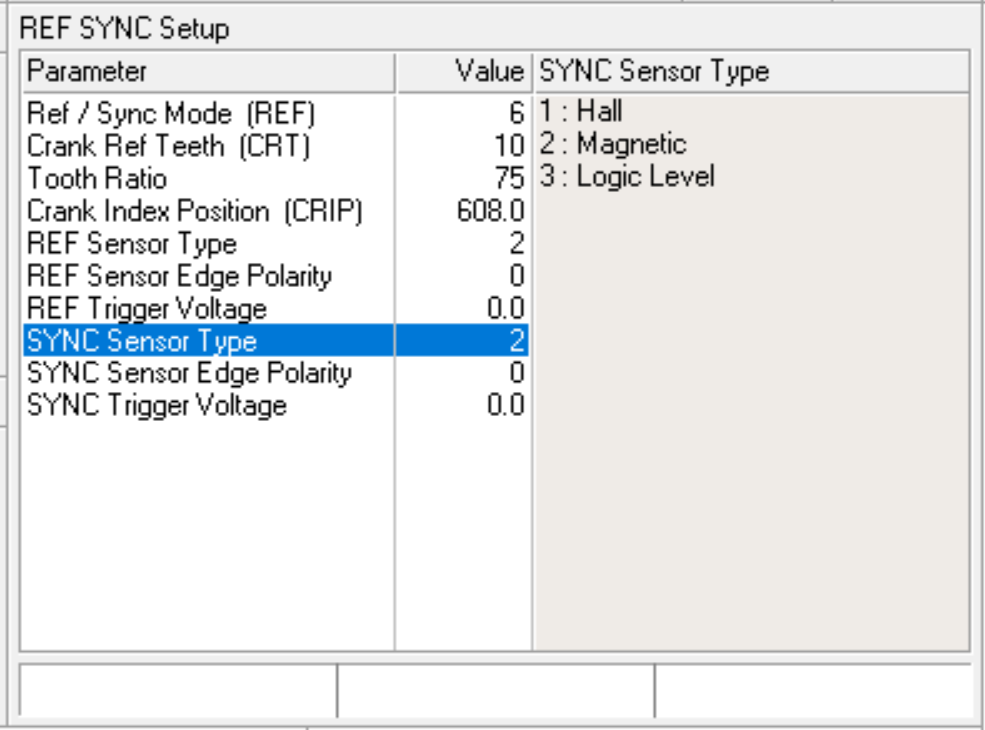 REF SYNC Setup
Parameter Value SYNC Sensor Type
Ref / Sync Mode (REF) 6 1 : Hall
Crank Ref Teeth (CRT) 10 2 : Magnetic
Tooth Ratio 75 3 : Logic Level
Crank Index Position (CRIP) 608.0
REF Sensor Type 2
REF Sensor Edge Polarity 0
REF Trigger Voltage 0.0
SYNC Sensor Type 2
SYNC Sensor Edge Polarity 0
SYNC Trigger Voltage 0.0